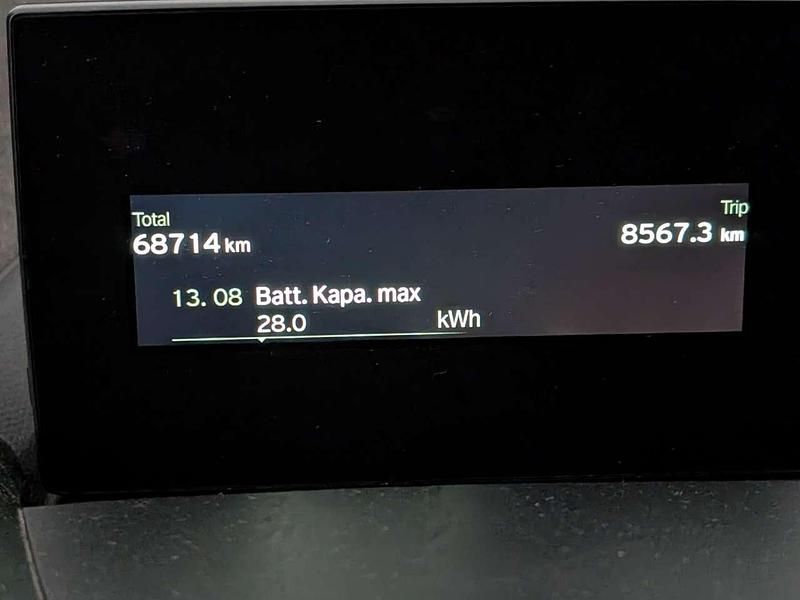 Total
Trip
68714 km
8567.3 km
13. 08 Batt. Kapa. max
28.0 kWh